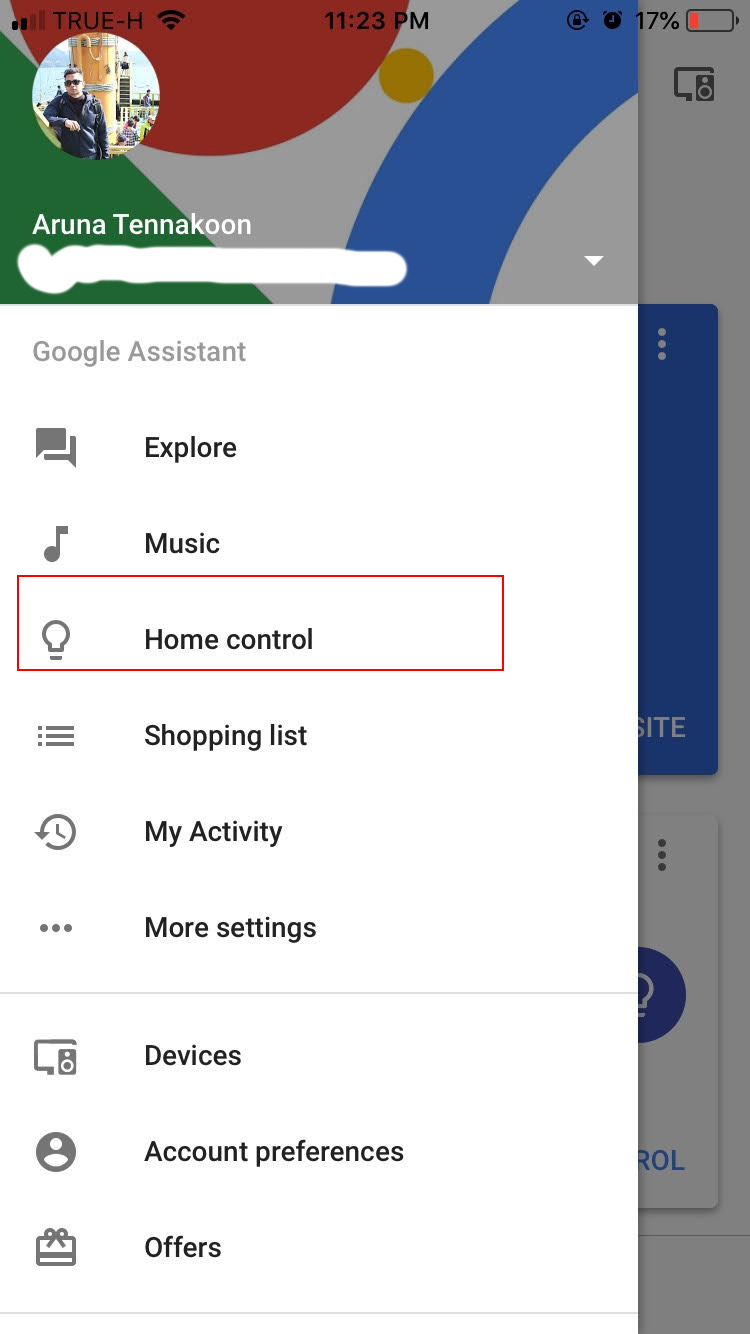 TRUE-H 11:23 PM 17%
Aruna Tennakoon
Google Assistant
Explore
Music
Home control
SITE
Shopping list
My Activity
More settings
Devices
Account preferences
ROL
Offers